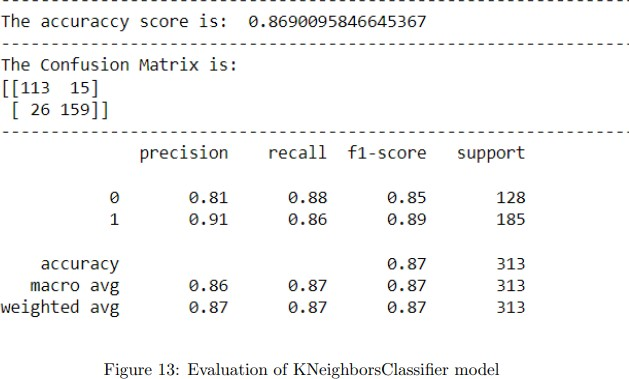 The accuraccy score is:  0.8690095846645367
The Confusion Matrix is:
[[113  15]
 [ 26 159]]
precision    recall  f1-score   support
0       0.81      0.88      0.85       128
1       0.91      0.86      0.89       185
accuracy                           0.87       313
macro avg       0.86      0.87      0.87       313
weighted avg       0.87      0.87      0.87       313
Figure 13: Evaluation of KNeighborsClassifier model